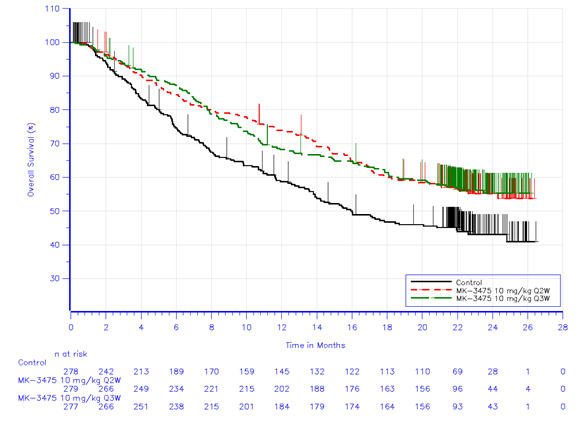 110
100
90
80
70
60
50
40
30
Overall Survival (%)
Control
MK-3475 10 mg/kg Q2W
MK-3475 10 mg/kg Q3W
0 2 4 6 8 10 12 14 16 18 20 22 24 26 28
Time in Months
n at risk
Control
278 242 213 189 170 159 145 132 122 113 110 69 28 1 0
MK-3475 10 mg/kg Q2W
279 266 249 234 221 215 202 188 176 163 156 96 44 4 0
MK-3475 10 mg/kg Q3W
277 266 251 238 215 201 184 179 174 164 156 93 43 1 0